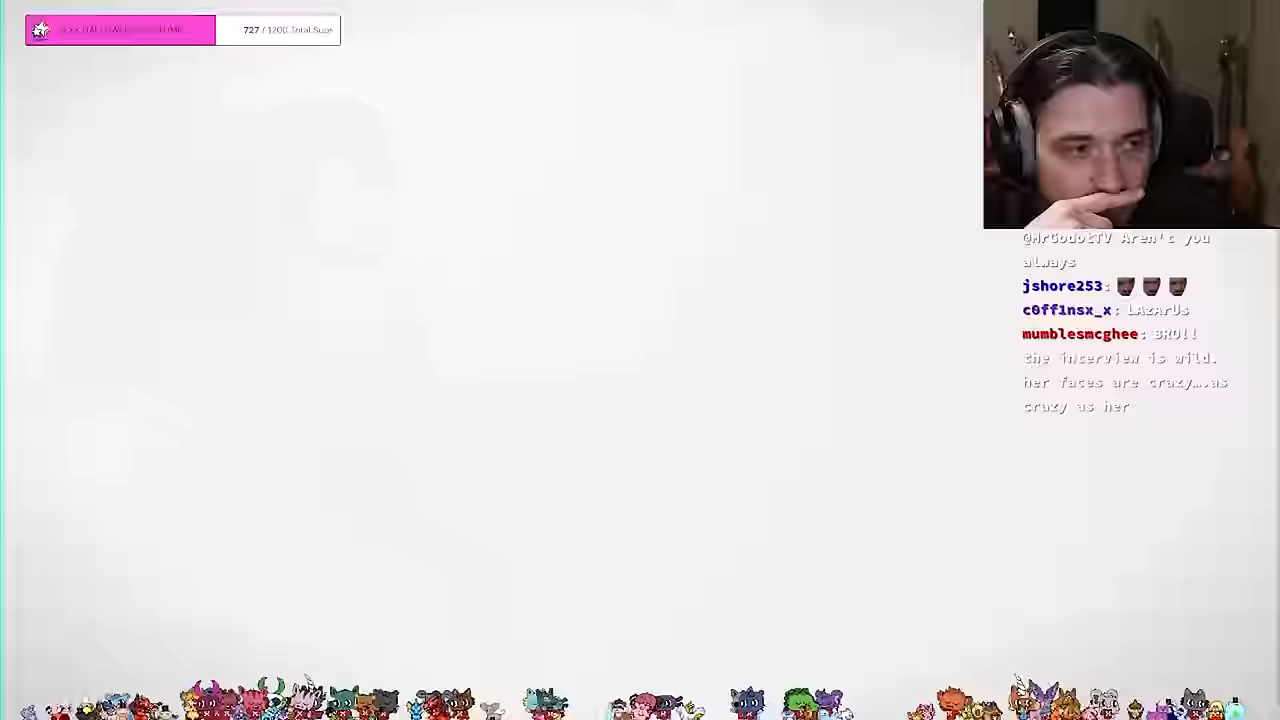 727 / 1200 Total Subs
@MrGodotTV Aren't you
always
jshore253:
c0ff1nsx_x: LAzArUs
mumblesmcghee: BRO!!
the interview is wild.
her faces are crazy….as
crazy as her